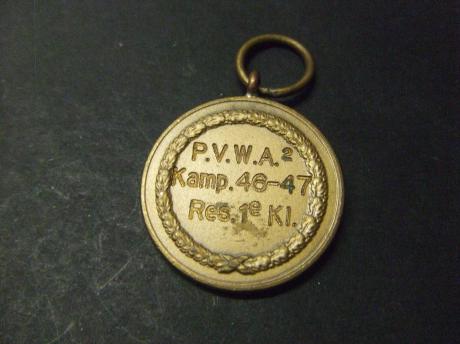 P.V.W.A.²
Kamp. 46-47
Res. 1e Kl.